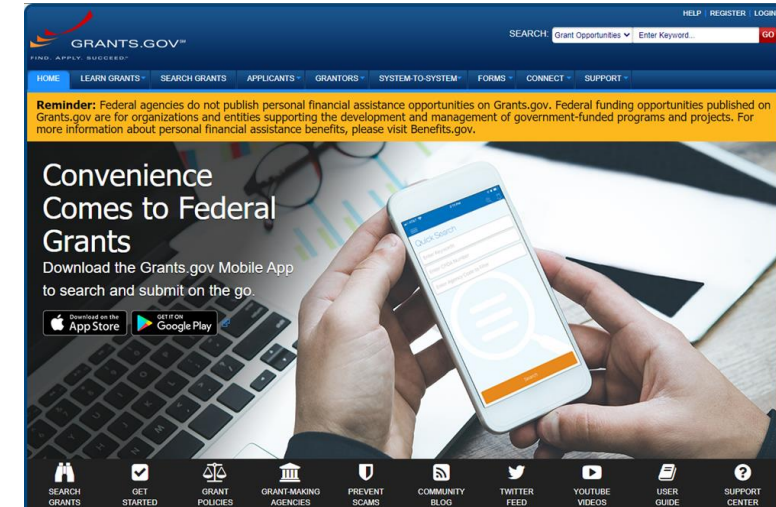 HELP | REGISTER | LOGIN
GRANTS.GOV℠
FIND. APPLY. SUCCEED.℠
SEARCH: Grant Opportunities Enter Keyword... GO
HOME LEARN GRANTS SEARCH GRANTS APPLICANTS GRANTORS SYSTEM-TO-SYSTEM FORMS CONNECT SUPPORT
Reminder: Federal agencies do not publish personal financial assistance opportunities on Grants.gov. Federal funding opportunities published on
Grants.gov are for organizations and entities supporting the development and management of government-funded programs and projects. For
more information about personal financial assistance benefits, please visit Benefits.gov.
Convenience
Comes to Federal
Grants
Download the Grants.gov Mobile App
to search and submit on the go.
Download on the
App Store
GET IT ON
Google Play
Quick Search
Search
SEARCH
GRANTS
GET
STARTED
GRANT
POLICIES
GRANT-MAKING
AGENCIES
PREVENT
SCAMS
COMMUNITY
BLOG
TWITTER
FEED
YOUTUBE
VIDEOS
USER
GUIDE
SUPPORT
CENTER